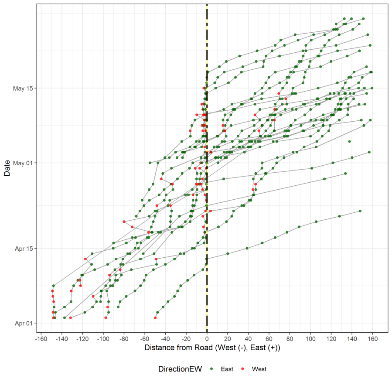 May 15
May 01
Apr 15
Apr 01
Date
-160 -140 -120 -100 -80 -60 -40 -20 0 20 40 60 80 100 120 140 160
Distance from Road (West (-), East (+))
DirectionEW East West